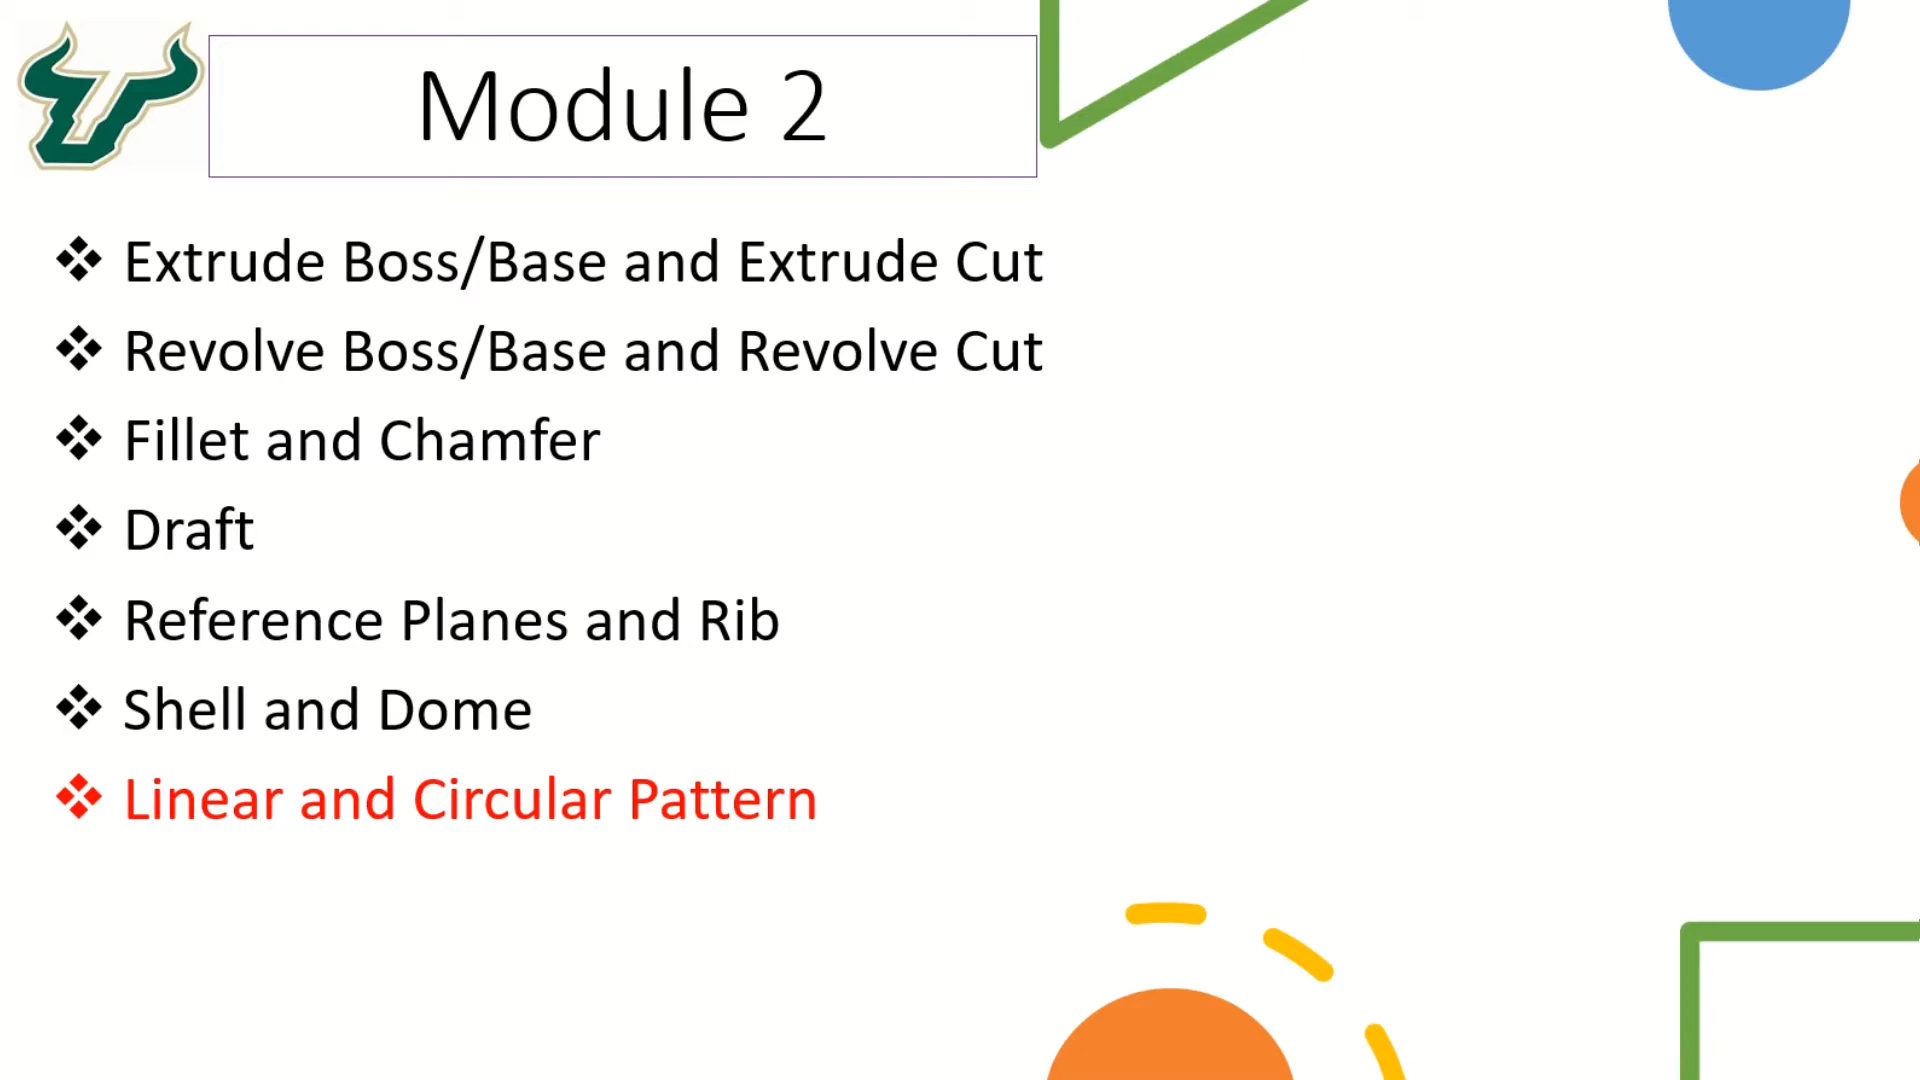 Module 2
❖ Extrude Boss/Base and Extrude Cut
❖ Revolve Boss/Base and Revolve Cut
❖ Fillet and Chamfer
❖ Draft
❖ Reference Planes and Rib
❖ Shell and Dome
❖ Linear and Circular Pattern